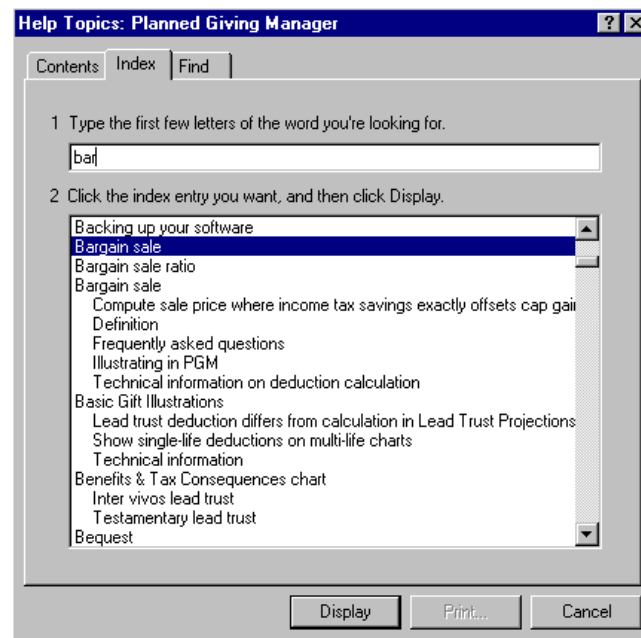 Help Topics: Planned Giving Manager
Contents Index Find
1 Type the first few letters of the word you're looking for.
bar
2 Click the index entry you want, and then click Display.
Backing up your software
Bargain sale
Bargain sale ratio
Bargain sale
Compute sale price where income tax savings exactly offsets cap gai
Definition
Frequently asked questions
Illustrating in PGM
Technical information on deduction calculation
Basic Gift Illustrations
Lead trust deduction differs from calculation in Lead Trust Projections
Show single-life deductions on multi-life charts
Technical information
Benefits & Tax Consequences chart
Inter vivos lead trust
Testamentary lead trust
Bequest
Display Print... Cancel